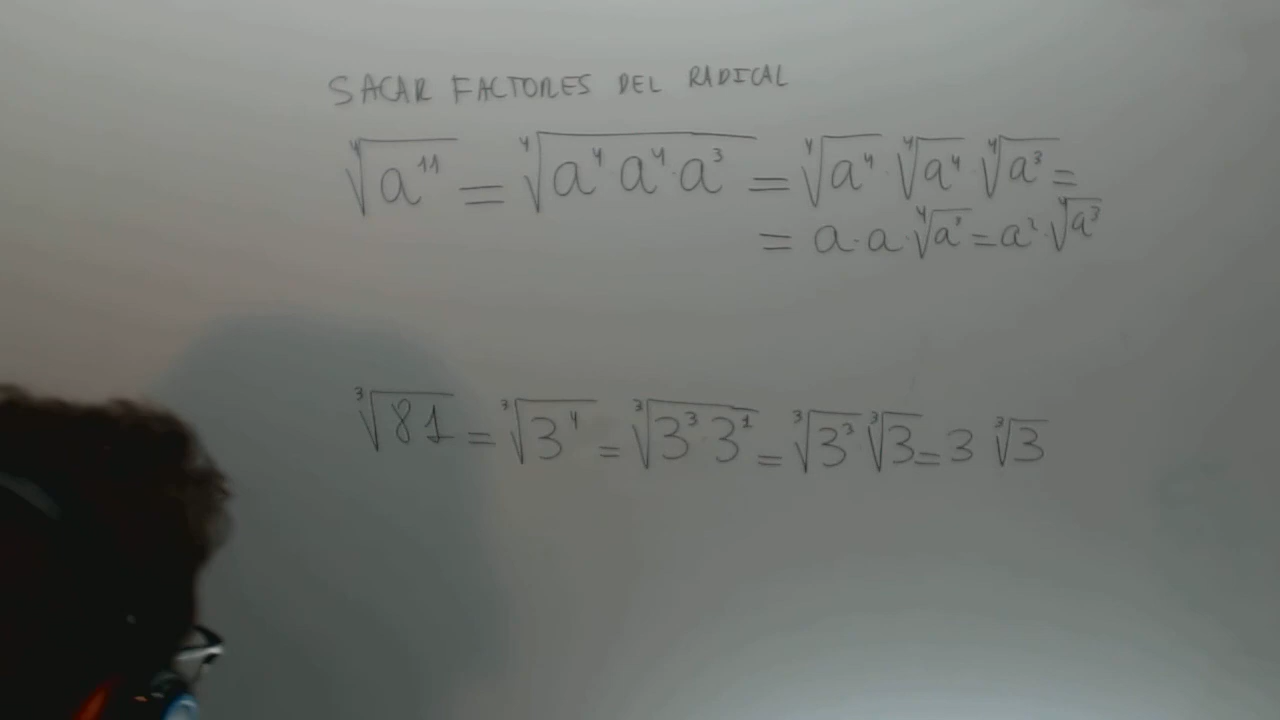 SACAR FACTORES DEL RADICAL
⁴√a¹¹ = ⁴√a⁴ a⁴·a³ = ⁴√a⁴·⁴√a⁴·⁴√a³ =
= a·a·⁴√a³ = a²·⁴√a³
³√81 = ³√3⁴ = ³√3³·3¹ = ³√3³ ³√3 = 3 ³√3